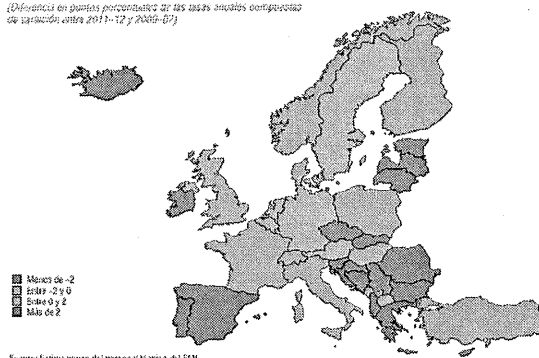 (Diferencia en puntos porcentuales de las tasas anuales compuestas
de variación entre 2011–12 y 2006–07)
Menos de –2
Entre –2 y 0
Entre 0 y 2
Más de 2